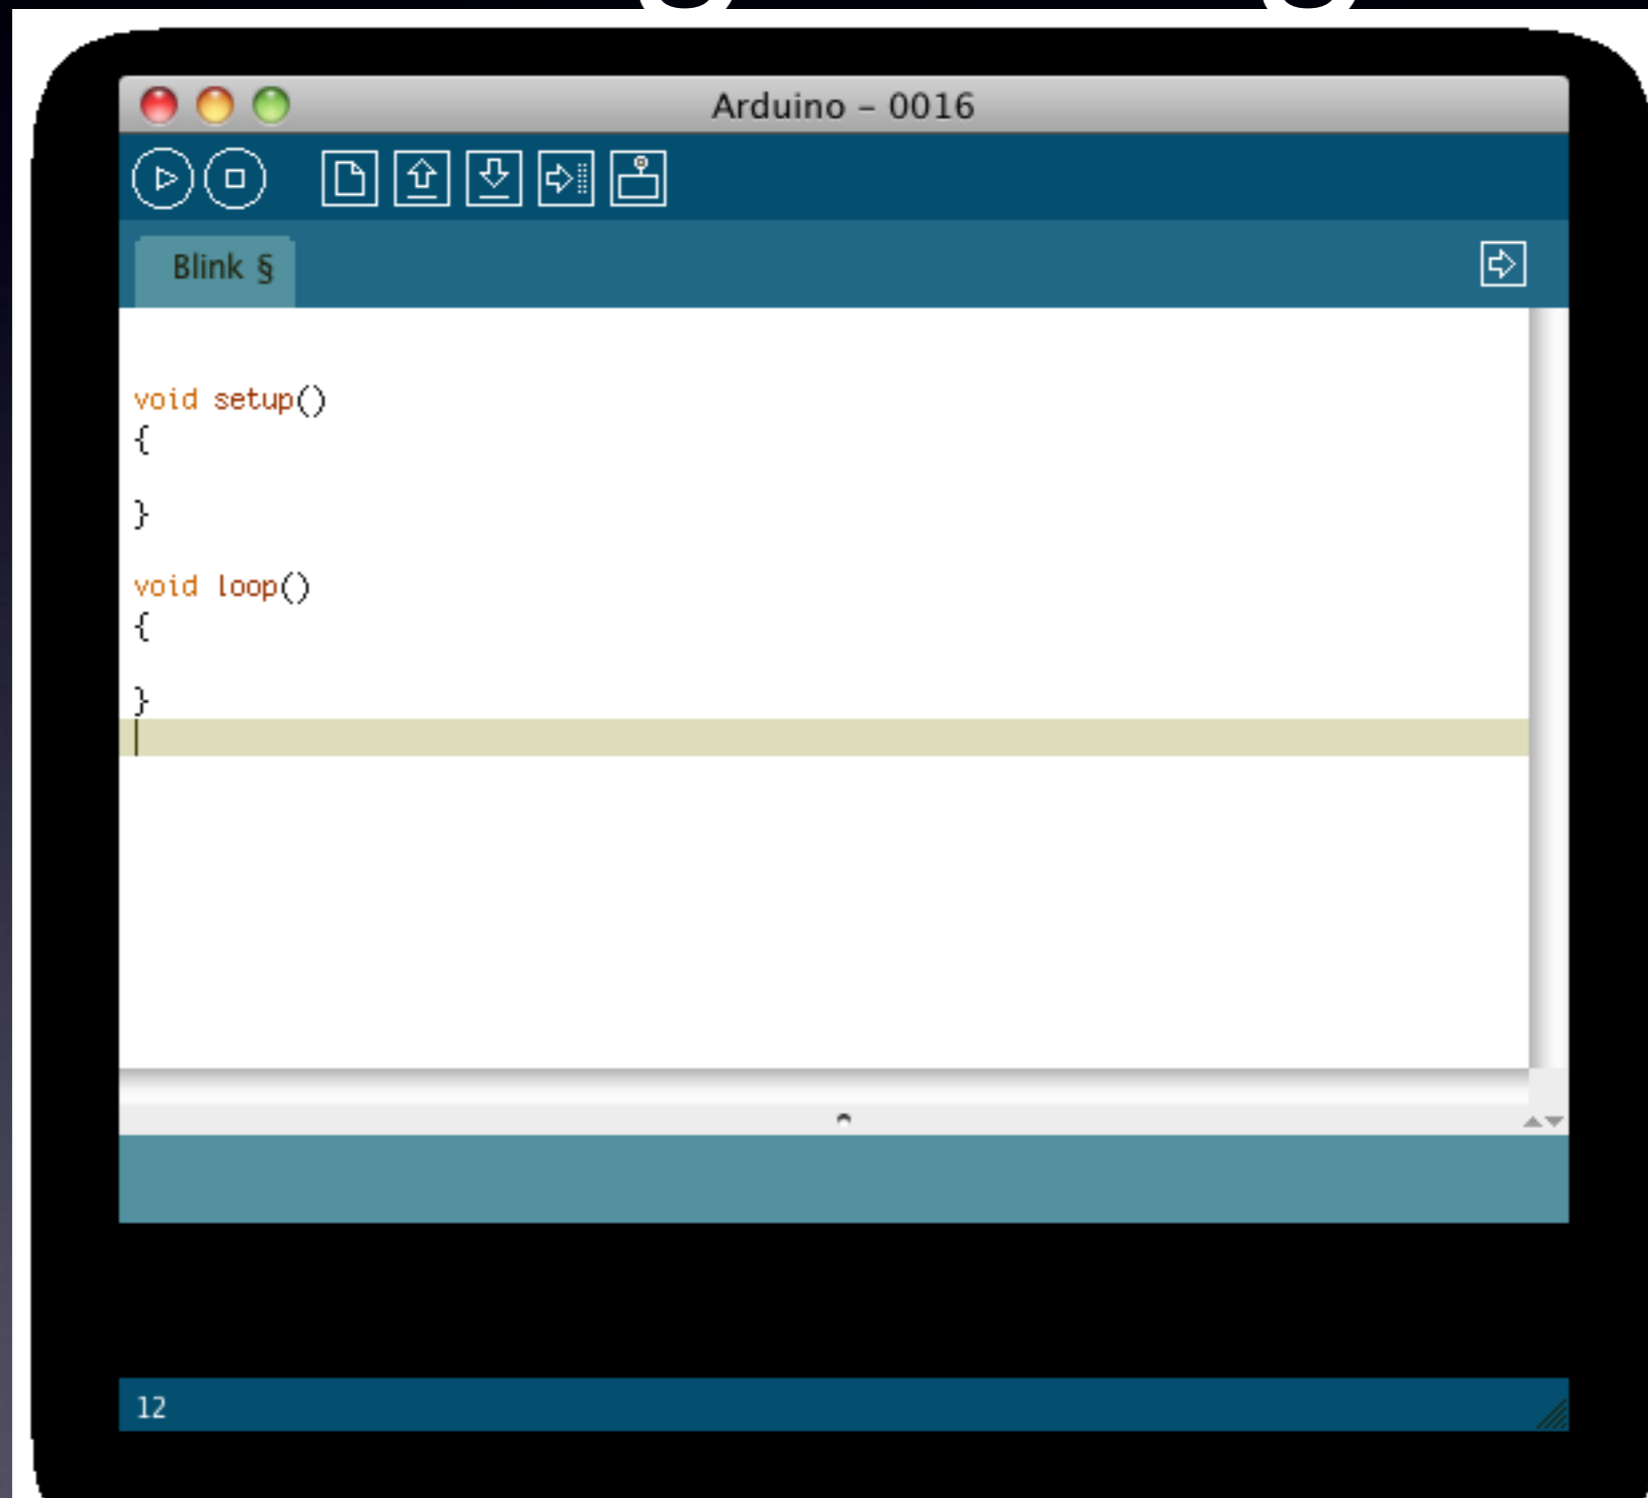 Arduino – 0016
Blink §
void setup()
{
}
void loop()
{
}
12